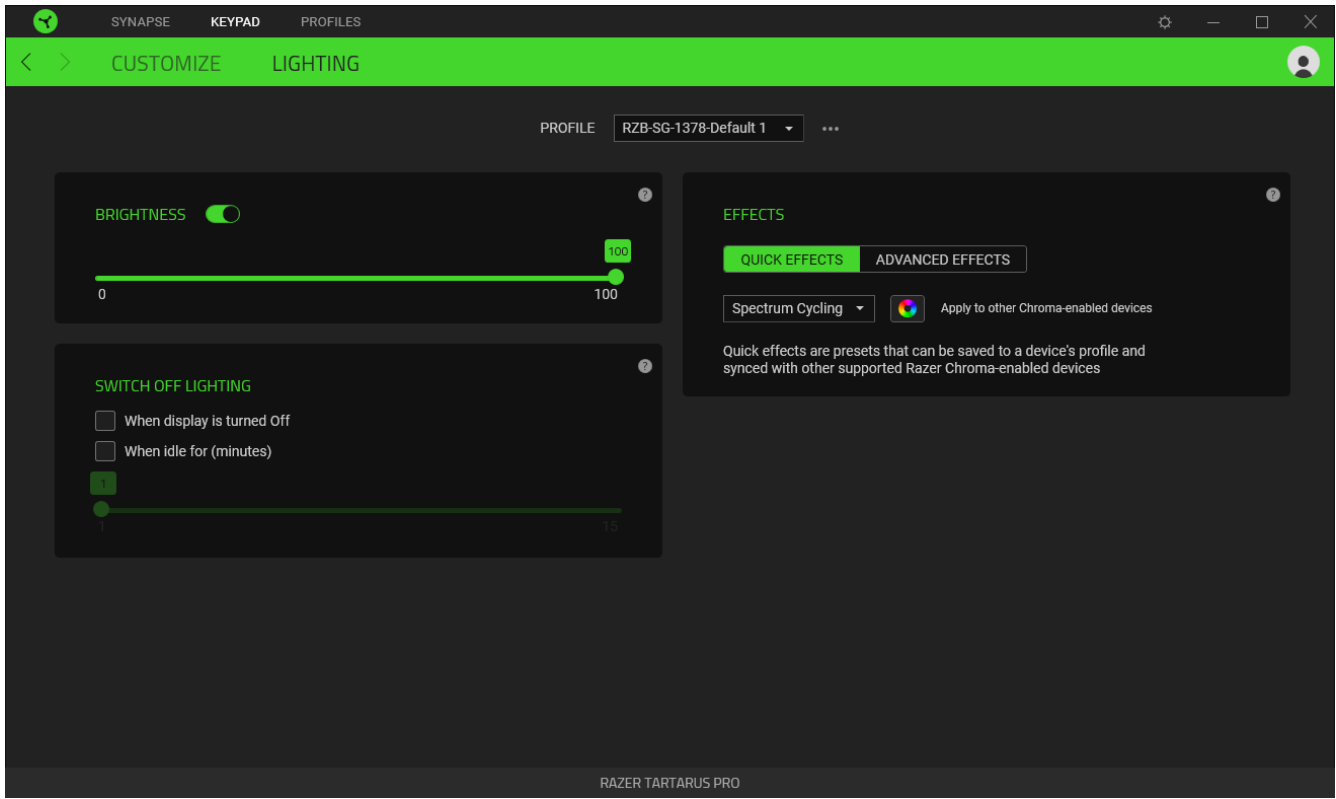 SYNAPSE KEYPAD PROFILES
CUSTOMIZE LIGHTING
PROFILE RZB-SG-1378-Default 1
BRIGHTNESS
100
0 100
SWITCH OFF LIGHTING
When display is turned Off
When idle for (minutes)
1
1 15
EFFECTS
QUICK EFFECTS ADVANCED EFFECTS
Spectrum Cycling Apply to other Chroma-enabled devices
Quick effects are presets that can be saved to a device's profile and
synced with other supported Razer Chroma-enabled devices
RAZER TARTARUS PRO